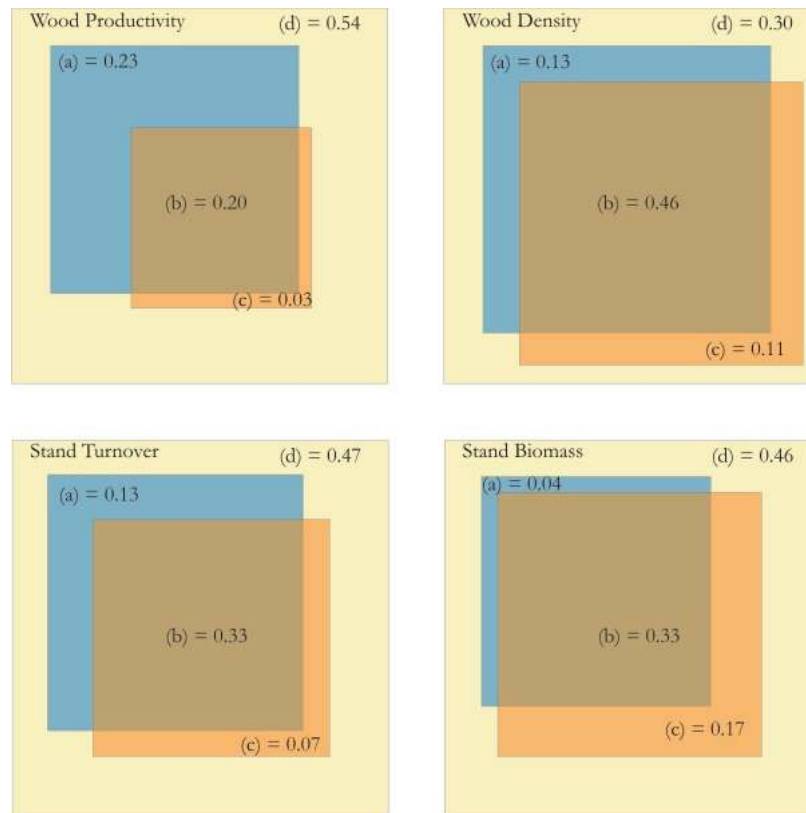 Wood Productivity
(d) = 0.54
(a) = 0.23
(b) = 0.20
(c) = 0.03
Wood Density
(d) = 0.30
(a) = 0.13
(b) = 0.46
(c) = 0.11
Stand Turnover
(d) = 0.47
(a) = 0.13
(b) = 0.33
(c) = 0.07
Stand Biomass
(d) = 0.46
(a) = 0.04
(b) = 0.33
(c) = 0.17